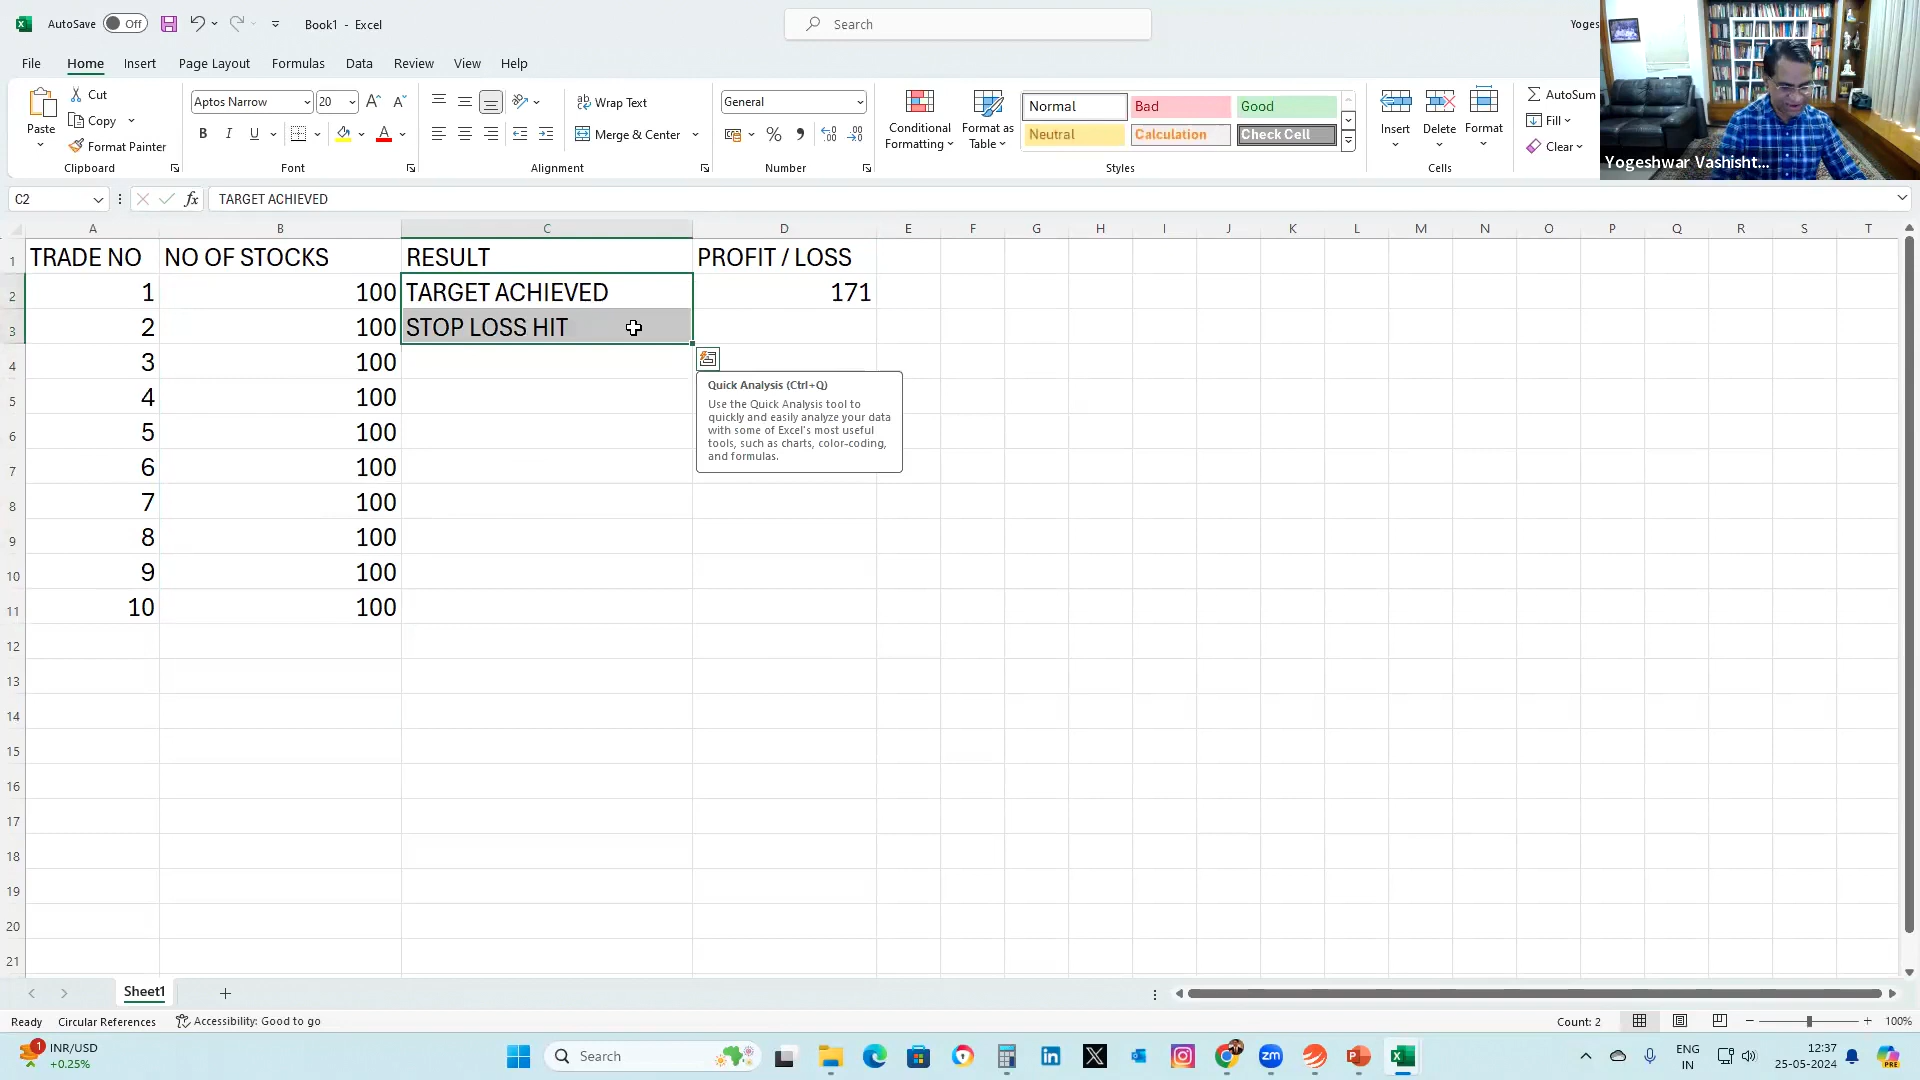 AutoSave Off Book1 - Excel Search Yoges
File Home Insert Page Layout Formulas Data Review View Help
Paste Cut Copy Format Painter
Clipboard
Aptos Narrow 20
B I U A
Font
Wrap Text
Merge & Center
Alignment
General
% ,
Number
Conditional Formatting
Format as Table
Normal Bad Good
Neutral Calculation Check Cell
Styles
Insert Delete Format
Cells
AutoSum
Fill
Clear
Yogeshwar Vashisht...
C2 fx TARGET ACHIEVED
A B C D E F G H I J K L M N O P Q R S T
1 TRADE NO NO OF STOCKS RESULT PROFIT / LOSS
2 1 100 TARGET ACHIEVED 171
3 2 100 STOP LOSS HIT
4 3 100
5 4 100
6 5 100
7 6 100
8 7 100
9 8 100
10 9 100
11 10 100
12
13
14
15
16
17
18
19
20
21
Quick Analysis (Ctrl+Q)
Use the Quick Analysis tool to
quickly and easily analyze your data
with some of Excel's most useful
tools, such as charts, color-coding,
and formulas.
Sheet1
Ready Circular References Accessibility: Good to go Count: 2 100%
1 INR/USD
+0.25%
Search
ENG
IN
12:37
25-05-2024